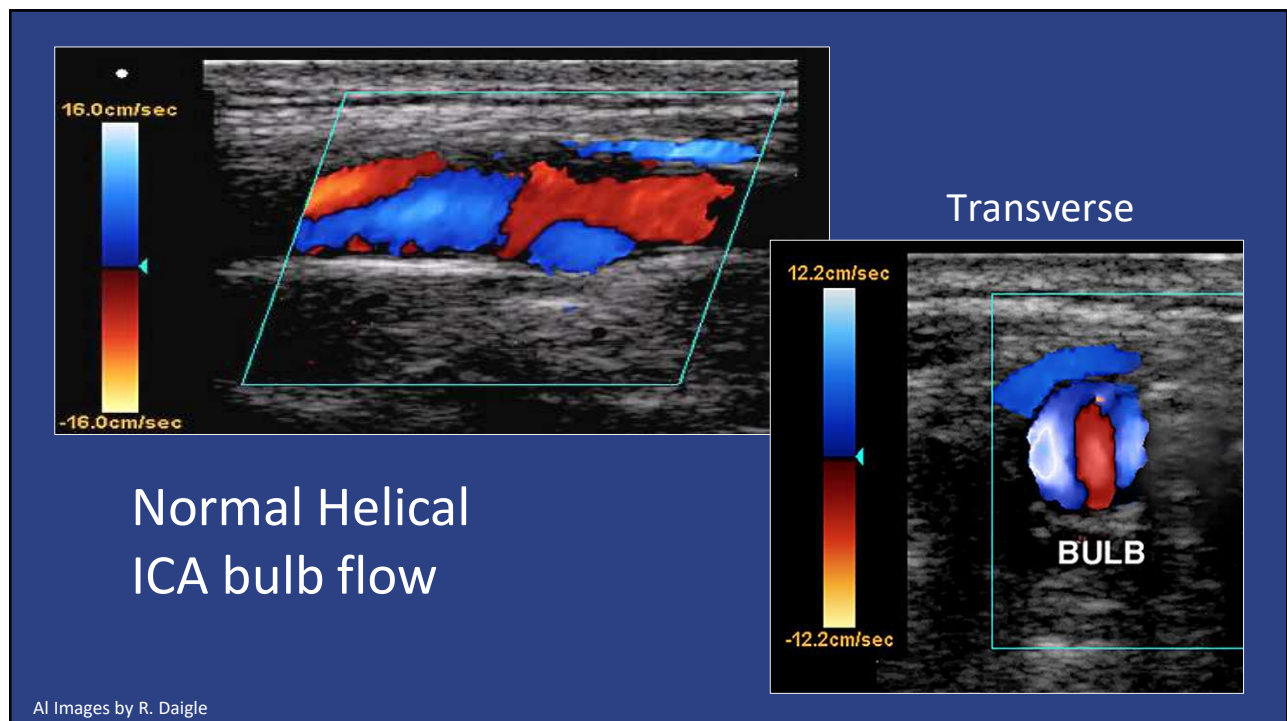 16.0cm/sec
-16.0cm/sec
Transverse
12.2cm/sec
BULB
-12.2cm/sec
Normal Helical
ICA bulb flow
Al Images by R. Daigle